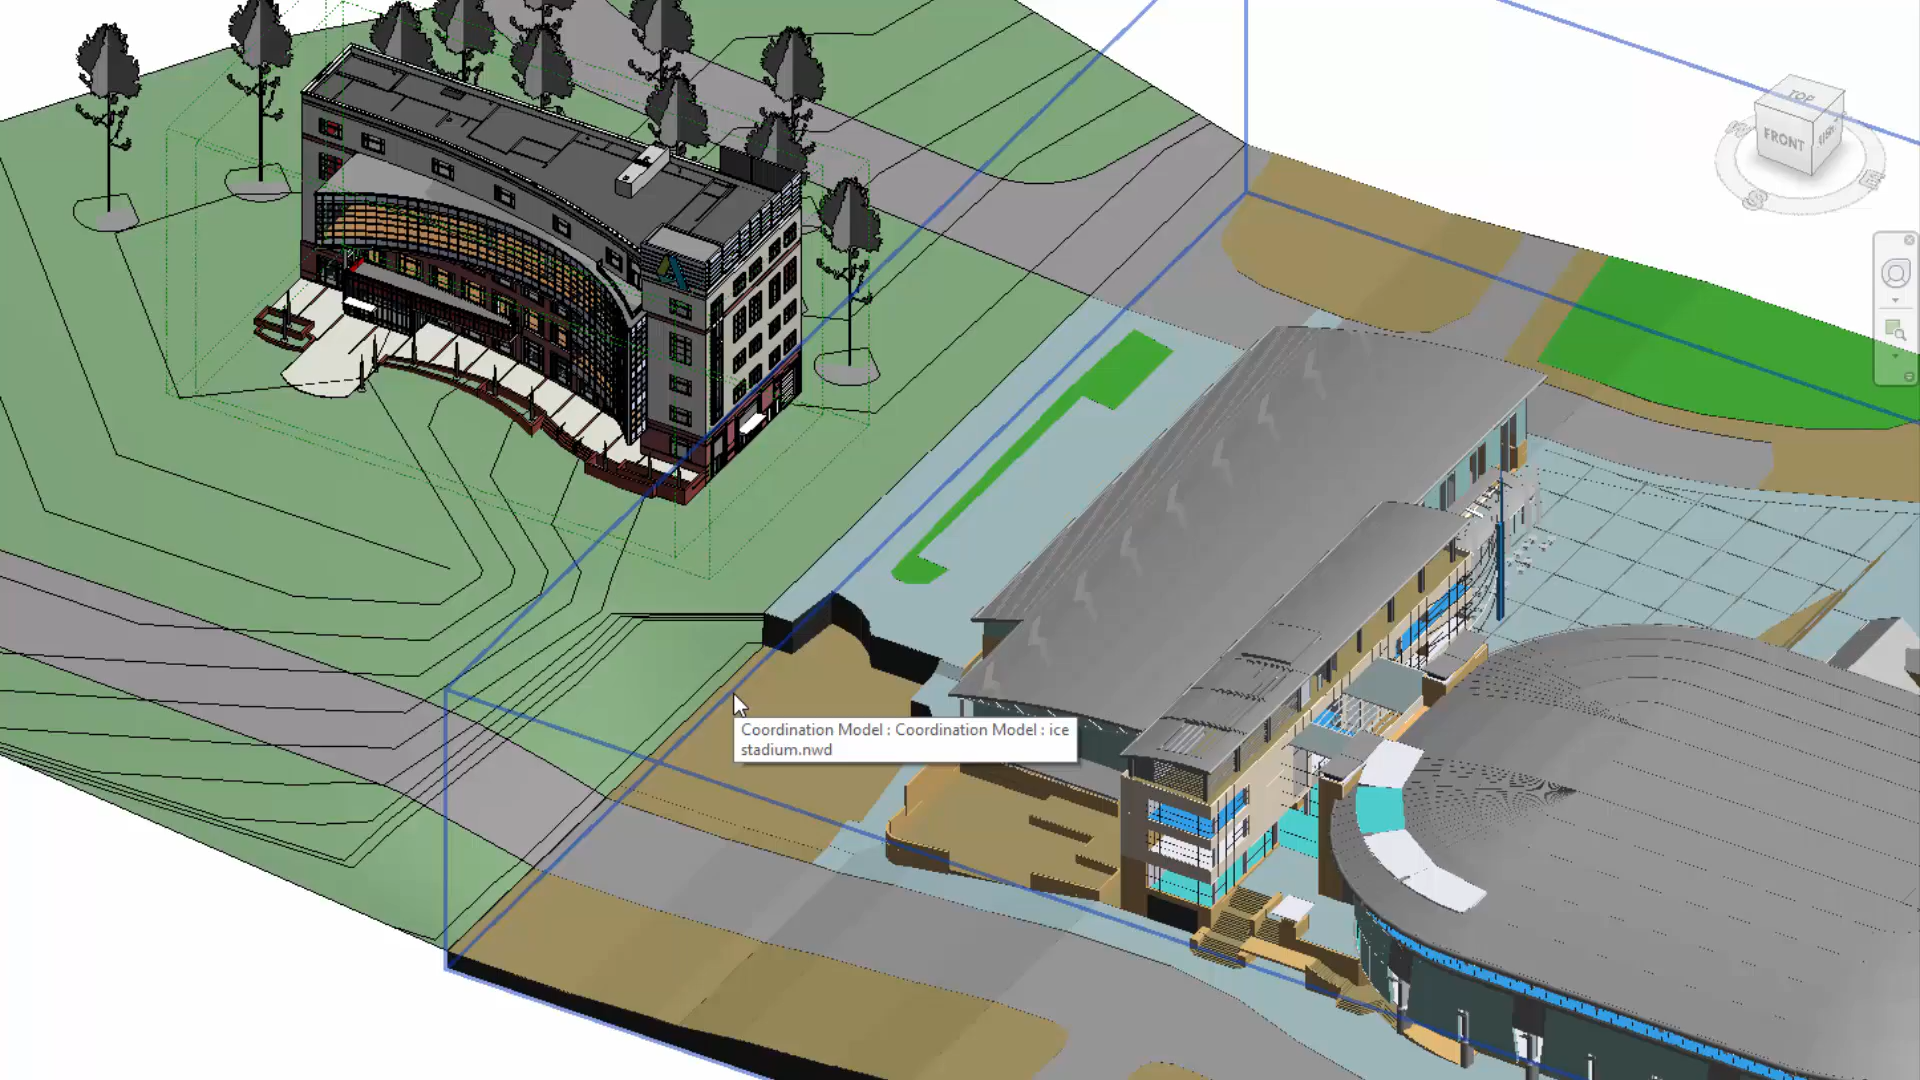 TOP
FRONT
S
E
Coordination Model : Coordination Model : ice
stadium.nwd